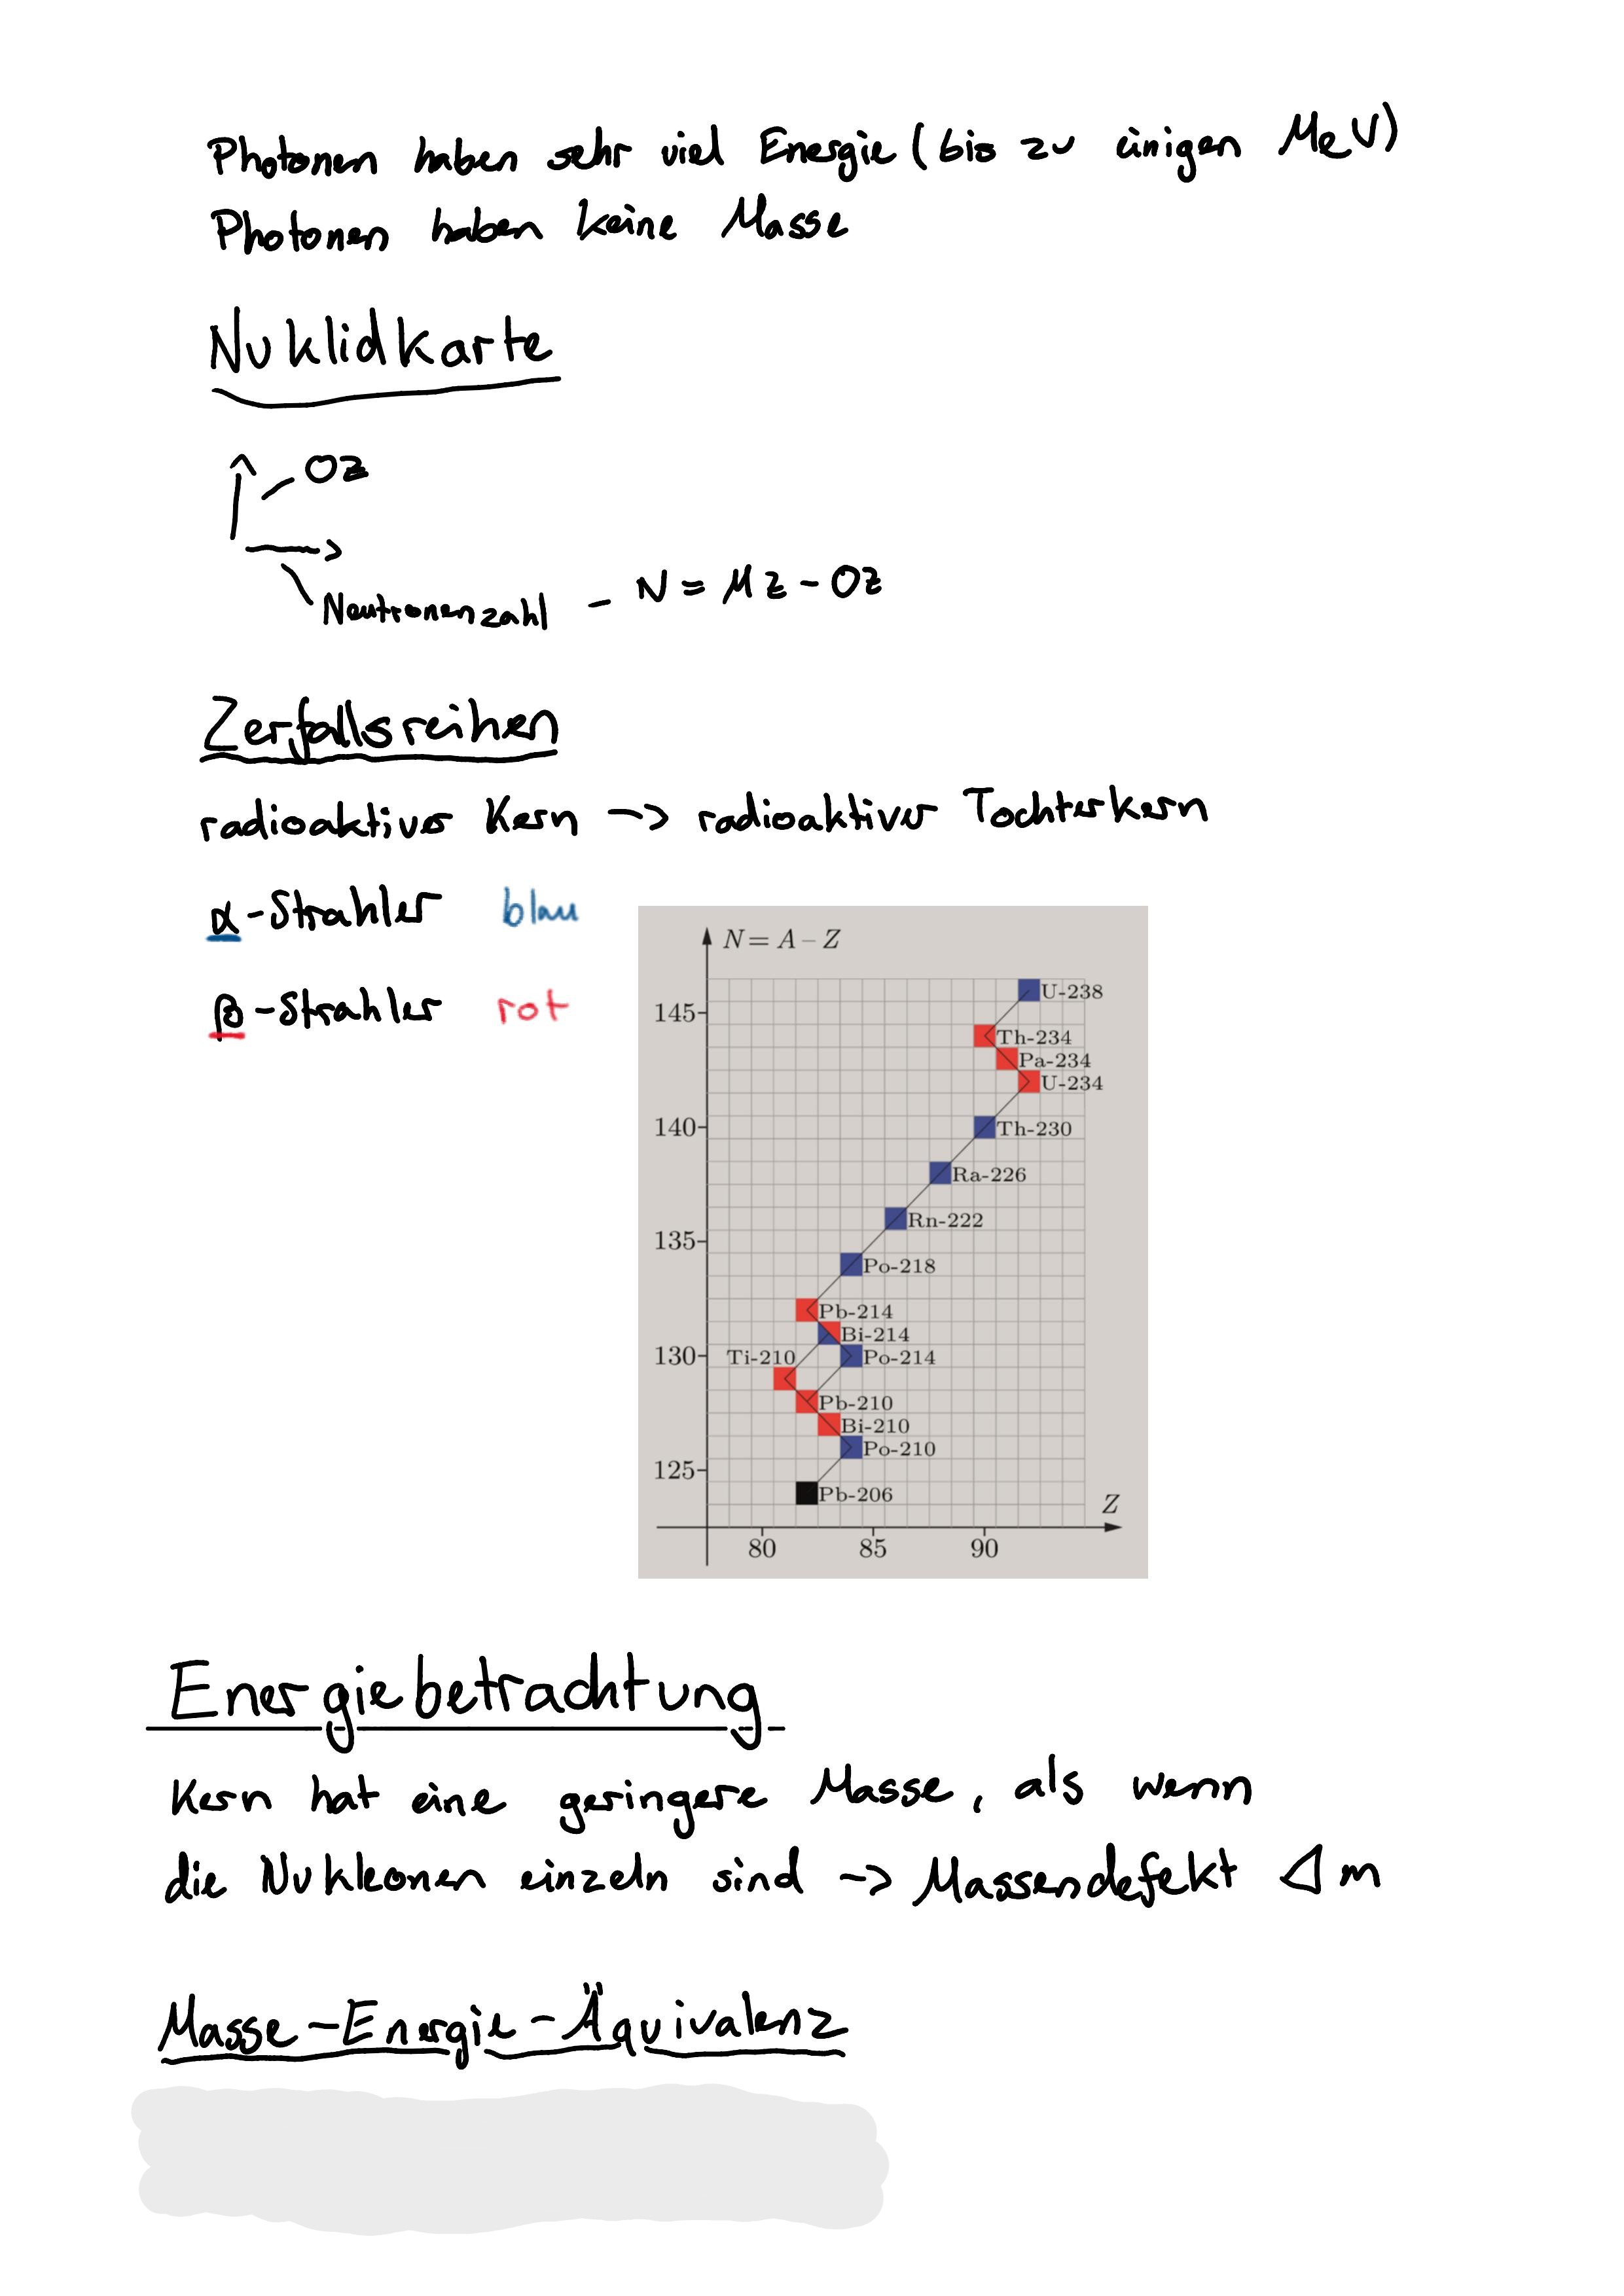 Photonen haben sehr viel Energie (bis zu einigen MeV)
Photonen haben keine Masse
Nuklidkarte
OZ
Neutronenzahl - N = MZ - OZ
Zerfallsreihen
radioaktiver Kern -> radioaktiver Tochterkern
α-Strahler blau
β-Strahler rot
N = A – Z
U-238
145
Th-234
Pa-234
U-234
140
Th-230
Ra-226
Rn-222
135
Po-218
Pb-214
Bi-214
130
Ti-210
Po-214
Pb-210
Bi-210
Po-210
125
Pb-206
Z
80 85 90
Energiebetrachtung
Kern hat eine geringere Masse, als wenn
die Nukleonen einzeln sind -> Massendefekt Δm
Masse-Energie-Äquivalenz